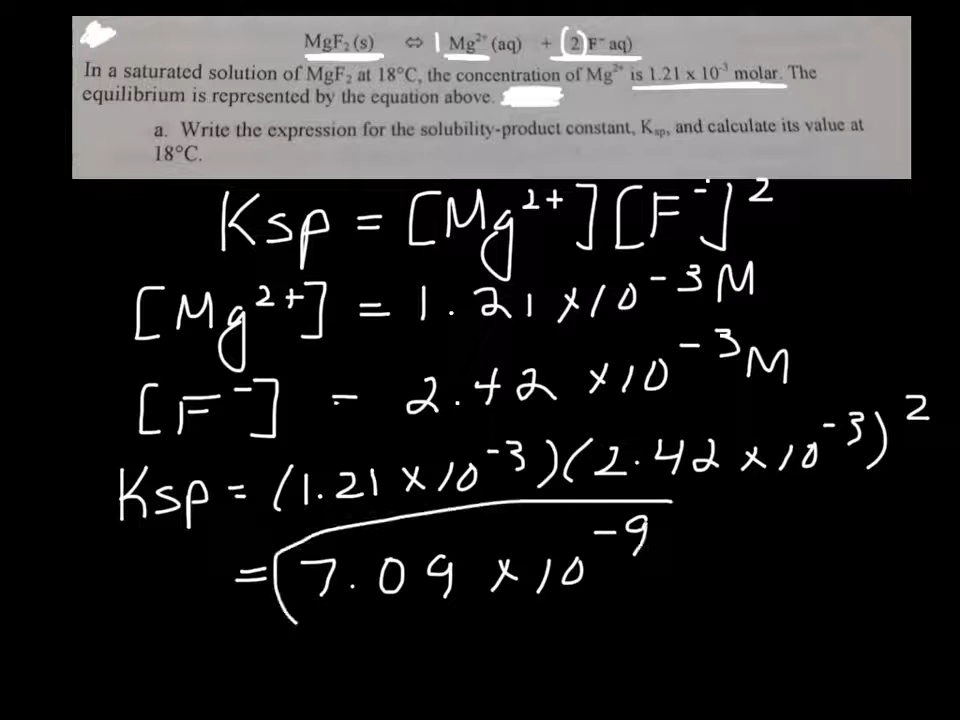 MgF₂ (s) ⇔ 1 Mg²⁺ (aq) + (2) F⁻ aq)
In a saturated solution of MgF₂ at 18°C, the concentration of Mg²⁺ is 1.21 x 10⁻³ molar. The
equilibrium is represented by the equation above.
a. Write the expression for the solubility-product constant, Kₛₚ, and calculate its value at
18°C.
Ksp = [Mg²⁺][F⁻]²
[Mg²⁺] = 1.21 x 10⁻³ M
[F⁻] = 2.42 x 10⁻³ M
Ksp = (1.21 x 10⁻³)(2.42 x 10⁻³)²
= 7.09 x 10⁻⁹